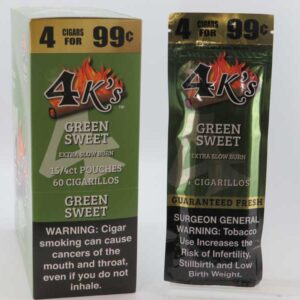 4 CIGARS FOR 99¢
4K's
GREEN
SWEET
EXTRA SLOW BURN
15/4ct POUCHES
60 CIGARILLOS
GREEN
SWEET
WARNING: Cigar
smoking can cause
cancers of the
mouth and throat,
even if you do not
inhale.
4 CIGARS FOR 99¢
4K's
GREEN
SWEET
EXTRA SLOW BURN
CIGARILLOS
GUARANTEED FRESH
SURGEON GENERAL
WARNING: Tobacco
Use Increases the
Risk of Infertility,
Stillbirth and Low
Birth Weight.